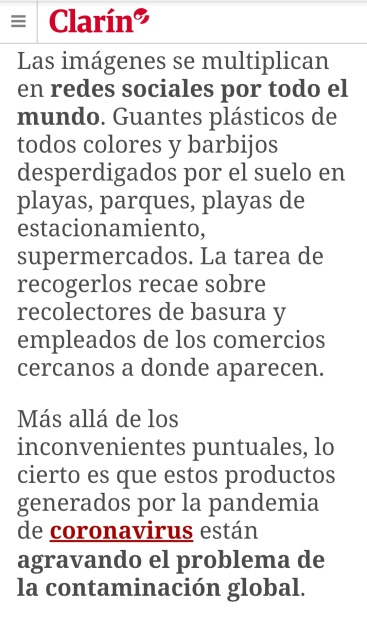 Clarín
Las imágenes se multiplican
en redes sociales por todo el
mundo. Guantes plásticos de
todos colores y barbijos
desperdigados por el suelo en
playas, parques, playas de
estacionamiento,
supermercados. La tarea de
recogerlos recae sobre
recolectores de basura y
empleados de los comercios
cercanos a donde aparecen.
Más allá de los
inconvenientes puntuales, lo
cierto es que estos productos
generados por la pandemia
de coronavirus están
agravando el problema de
la contaminación global.